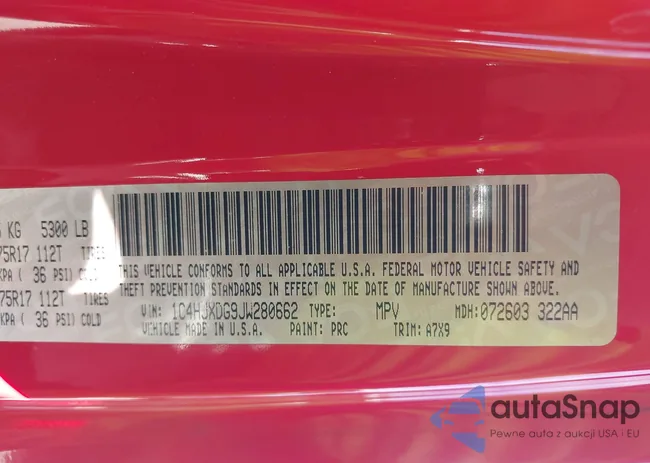 KG 5300 LB
75R17 112T TIRES
KPA ( 36 PSI) COLD
75R17 112T TIRES
KPA ( 36 PSI) COLD
THIS VEHICLE CONFORMS TO ALL APPLICABLE U.S.A. FEDERAL MOTOR VEHICLE SAFETY AND
THEFT PREVENTION STANDARDS IN EFFECT ON THE DATE OF MANUFACTURE SHOWN ABOVE.
VIN: 1C4HJXDG9JW280662 TYPE: MPV MDH: 072603 322AA
VEHICLE MADE IN U.S.A. PAINT: PRC TRIM: A7X9
autaSnap
Pewne auta z aukcji USA i EU